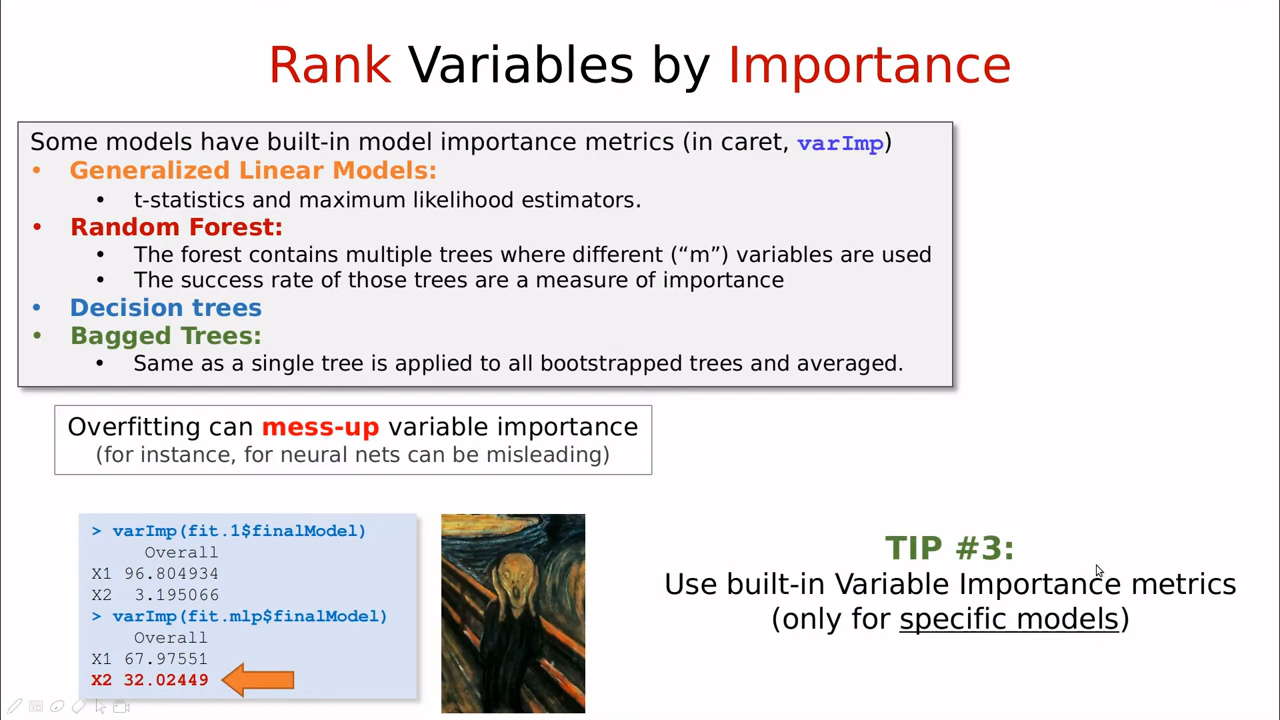 Rank Variables by Importance
Some models have built-in model importance metrics (in caret, varImp)
• Generalized Linear Models:
• t-statistics and maximum likelihood estimators.
• Random Forest:
• The forest contains multiple trees where different (“m”) variables are used
• The success rate of those trees are a measure of importance
• Decision trees
• Bagged Trees:
• Same as a single tree is applied to all bootstrapped trees and averaged.
Overfitting can mess-up variable importance
(for instance, for neural nets can be misleading)
> varImp(fit.1$finalModel)
Overall
X1 96.804934
X2  3.195066
> varImp(fit.mlp$finalModel)
Overall
X1 67.97551
X2 32.02449
TIP #3:
Use built-in Variable Importance metrics
(only for specific models)